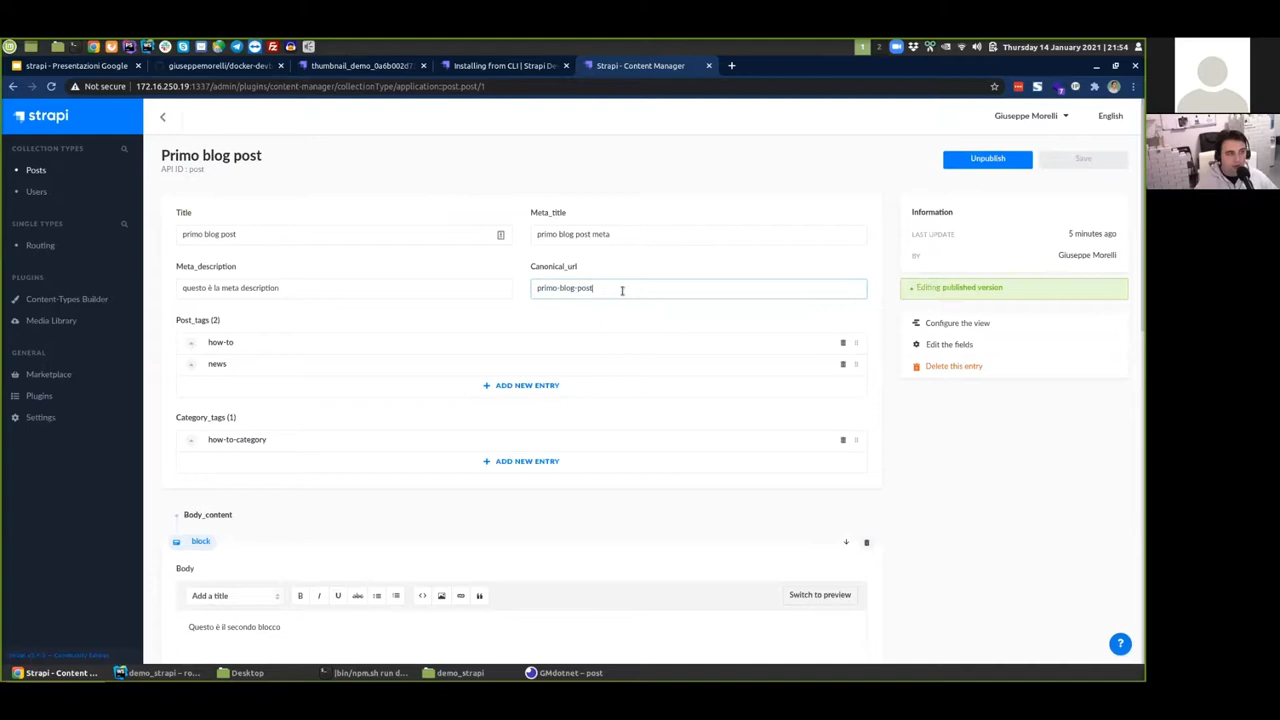 Thursday 14 January 2021 21:54
strapi - Presentazioni Google
giuseppemorelli/docker-devb
thumbnail_demo_0a6b002d7
Installing from CLI | Strapi De
Strapi - Content Manager
Not secure
172.16.250.19:1337/admin/plugins/content-manager/collectionType/application::post.post/1
strapi
Giuseppe Morelli
English
COLLECTION TYPES
Posts
Users
SINGLE TYPES
Routing
PLUGINS
Content-Types Builder
Media Library
GENERAL
Marketplace
Plugins
Settings
Primo blog post
API ID : post
Unpublish
Save
Title
primo blog post
Meta_title
primo blog post meta
Meta_description
questo è la meta description
Canonical_url
primo-blog-post
Post_tags (2)
how-to
news
ADD NEW ENTRY
Category_tags (1)
how-to-category
ADD NEW ENTRY
Body_content
block
Body
Add a title
B I U abc
Switch to preview
Questo è il secondo blocco
Information
LAST UPDATE
5 minutes ago
BY
Giuseppe Morelli
Editing published version
Configure the view
Edit the fields
Delete this entry
?
Strapi - Content ...
demo_strapi – ro...
Desktop
[bin/npm.sh run d...
demo_strapi
GMdotnet – post